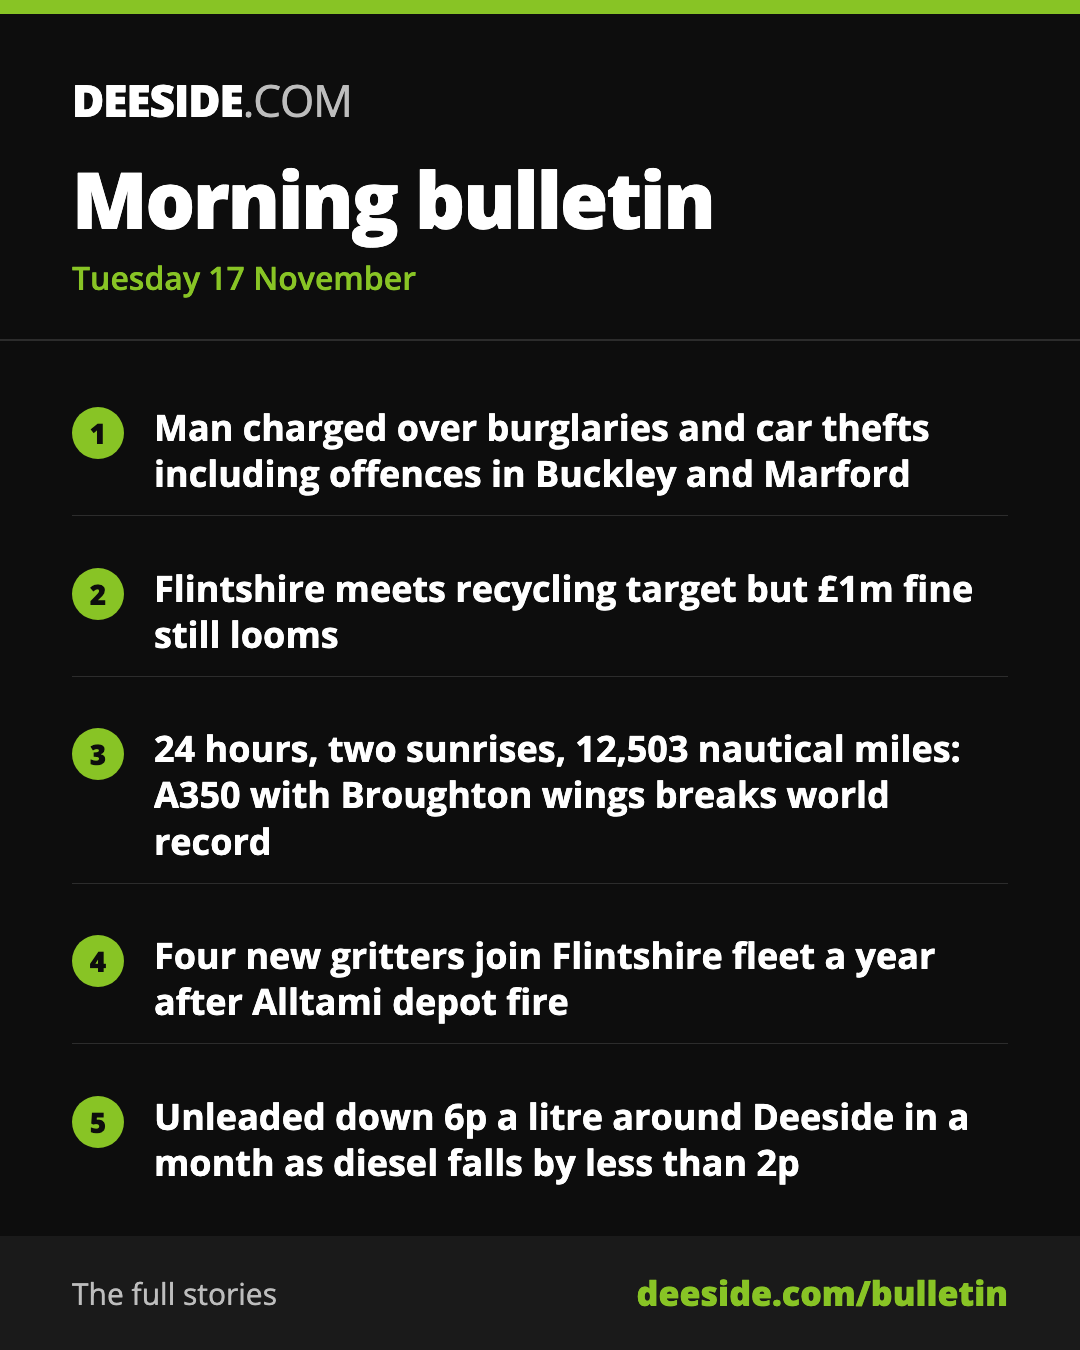 DEESIDE.COM
Morning bulletin
Tuesday 17 November
1
Man charged over burglaries and car thefts
including offences in Buckley and Marford
2
Flintshire meets recycling target but £1m fine
still looms
3
24 hours, two sunrises, 12,503 nautical miles:
A350 with Broughton wings breaks world
record
4
Four new gritters join Flintshire fleet a year
after Alltami depot fire
5
Unleaded down 6p a litre around Deeside in a
month as diesel falls by less than 2p
The full stories
deeside.com/bulletin